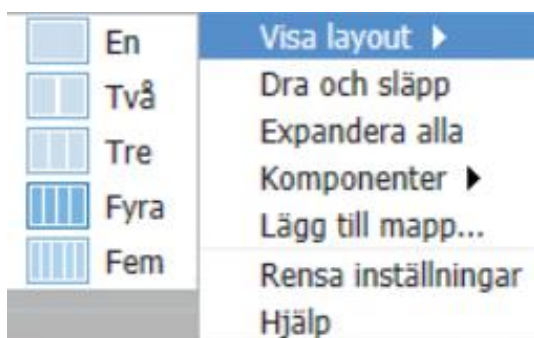 En
Två
Tre
Fyra
Fem
Visa layout
Dra och släpp
Expandera alla
Komponenter
Lägg till mapp...
Rensa inställningar
Hjälp